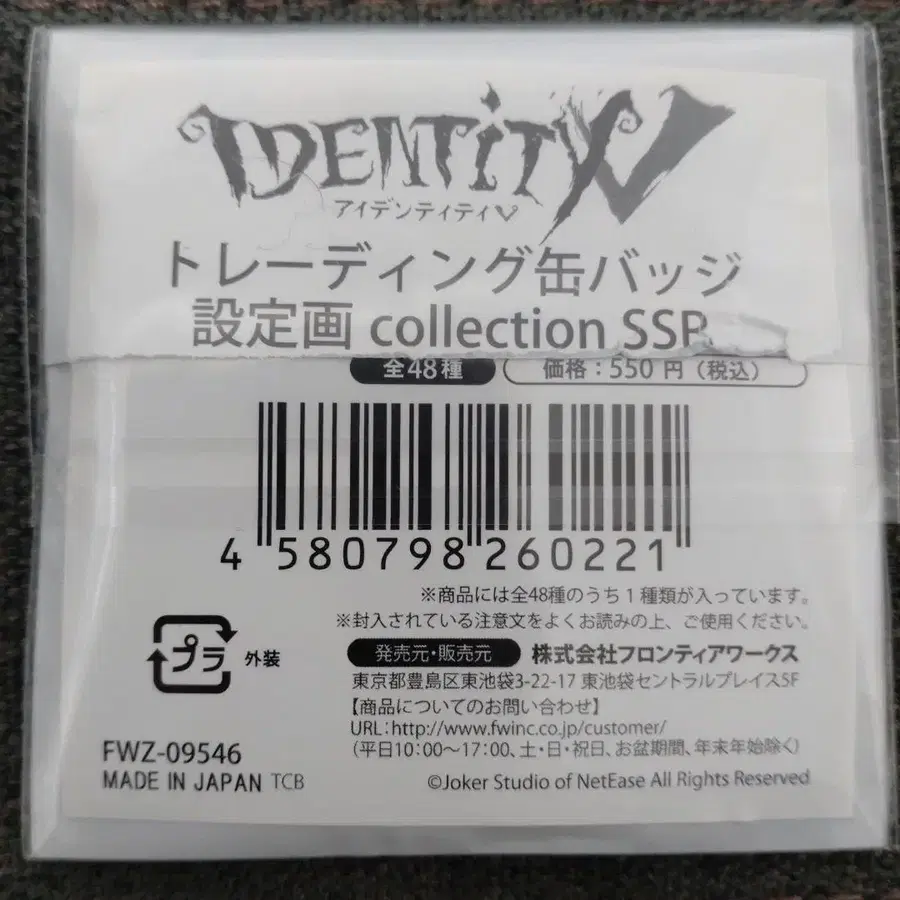 IDENTITY V
アイデンティティV
トレーディング缶バッジ
設定画 collection SSR
全48種
価格：550 円（税込）
4 580798 260221
※商品には全48種のうち1種類が入っています。
※封入されている注意文をよくお読みの上、ご使用ください。
プラ 外装
発売元・販売元 株式会社フロンティアワークス
東京都豊島区東池袋3-22-17 東池袋セントラルプレイス5F
【商品についてのお問い合わせ】
URL：http://www.fwinc.co.jp/customer/
（平日10：00～17：00、土・日・祝日、お盆期間、年末年始除く）
FWZ-09546
MADE IN JAPAN TCB
©Joker Studio of NetEase All Rights Reserved